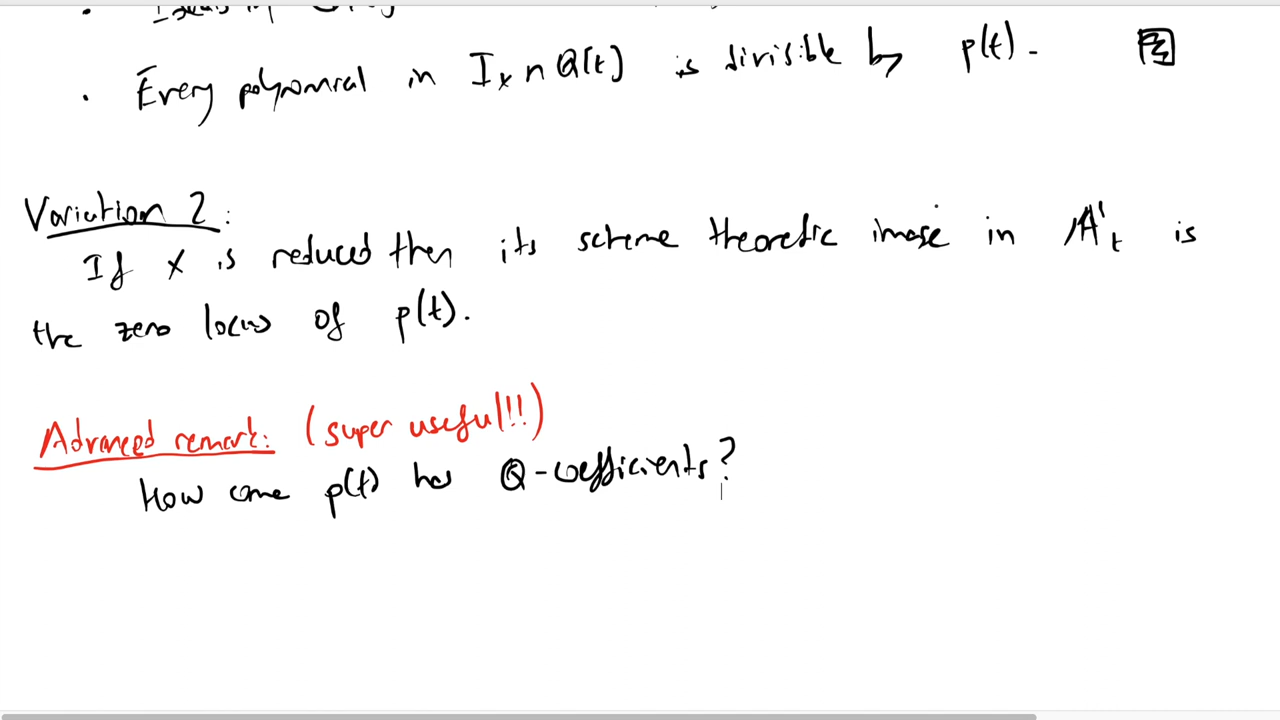 · Every polynomial in I_X ∩ Q[t] is divisible by p(t).
Variation 2:
If X is reduced then its scheme theoretic image in 𝔸¹_t is
the zero locus of p(t).
Advanced remark: (super useful!!)
How come p(t) has Q-coefficients?